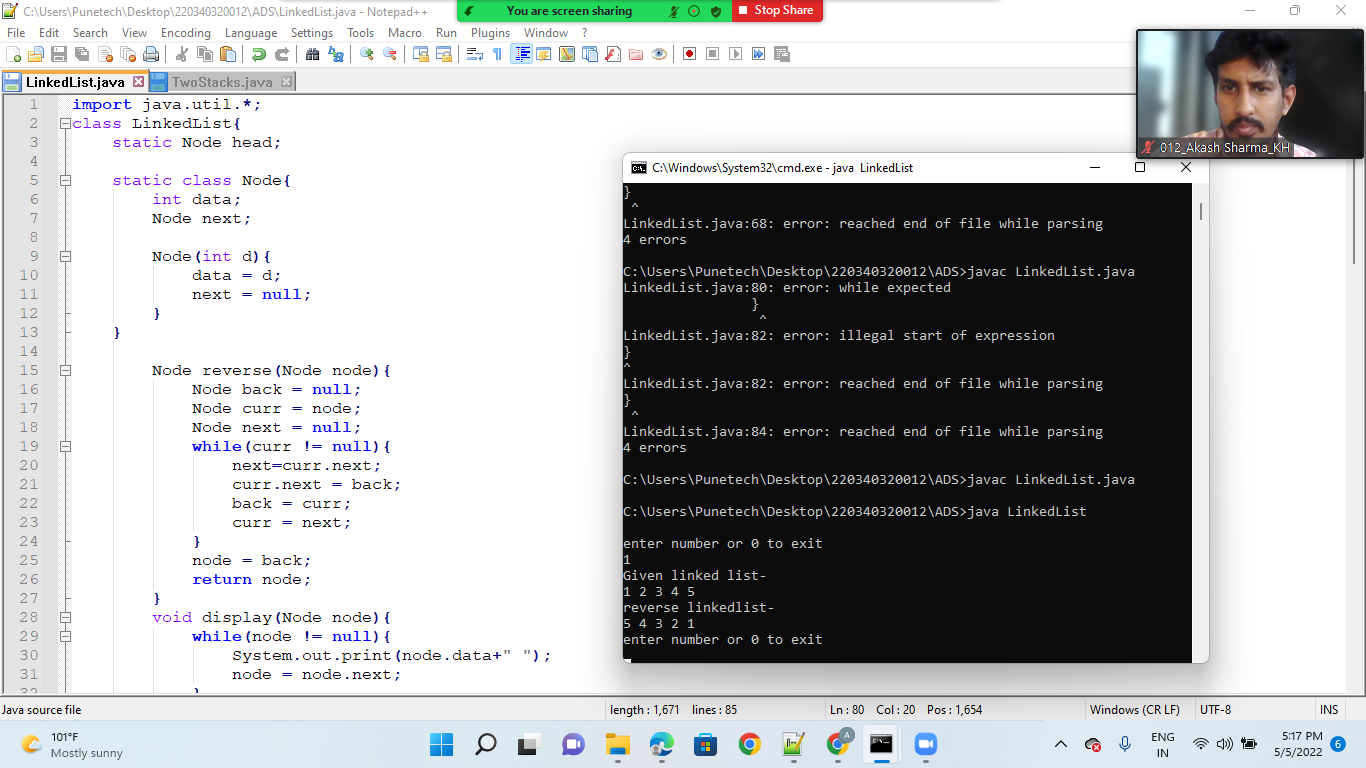 C:\Users\Punetech\Desktop\220340320012\ADS\LinkedList.java - Notepad++
You are screen sharing
Stop Share
File Edit Search View Encoding Language Settings Tools Macro Run Plugins Window ?
LinkedList.java TwoStacks.java
1 import java.util.*;
2 class LinkedList{
3 static Node head;
4
5 static class Node{
6 int data;
7 Node next;
8
9 Node(int d){
10 data = d;
11 next = null;
12 }
13 }
14
15 Node reverse(Node node){
16 Node back = null;
17 Node curr = node;
18 Node next = null;
19 while(curr != null){
20 next=curr.next;
21 curr.next = back;
22 back = curr;
23 curr = next;
24 }
25 node = back;
26 return node;
27 }
28 void display(Node node){
29 while(node != null){
30 System.out.print(node.data+" ");
31 node = node.next;
32 }
012_Akash Sharma_KH
C:\Windows\System32\cmd.exe - java LinkedList
}
^
LinkedList.java:68: error: reached end of file while parsing
4 errors
C:\Users\Punetech\Desktop\220340320012\ADS>javac LinkedList.java
LinkedList.java:80: error: while expected
}
^
LinkedList.java:82: error: illegal start of expression
}
^
LinkedList.java:82: error: reached end of file while parsing
}
^
LinkedList.java:84: error: reached end of file while parsing
4 errors
C:\Users\Punetech\Desktop\220340320012\ADS>javac LinkedList.java
C:\Users\Punetech\Desktop\220340320012\ADS>java LinkedList
enter number or 0 to exit
1
Given linked list-
1 2 3 4 5
reverse linkedlist-
5 4 3 2 1
enter number or 0 to exit
Java source file length : 1,671 lines : 85 Ln : 80 Col : 20 Pos : 1,654 Windows (CR LF) UTF-8 INS
101°F
Mostly sunny
A
ENG
IN
5:17 PM
5/5/2022
6